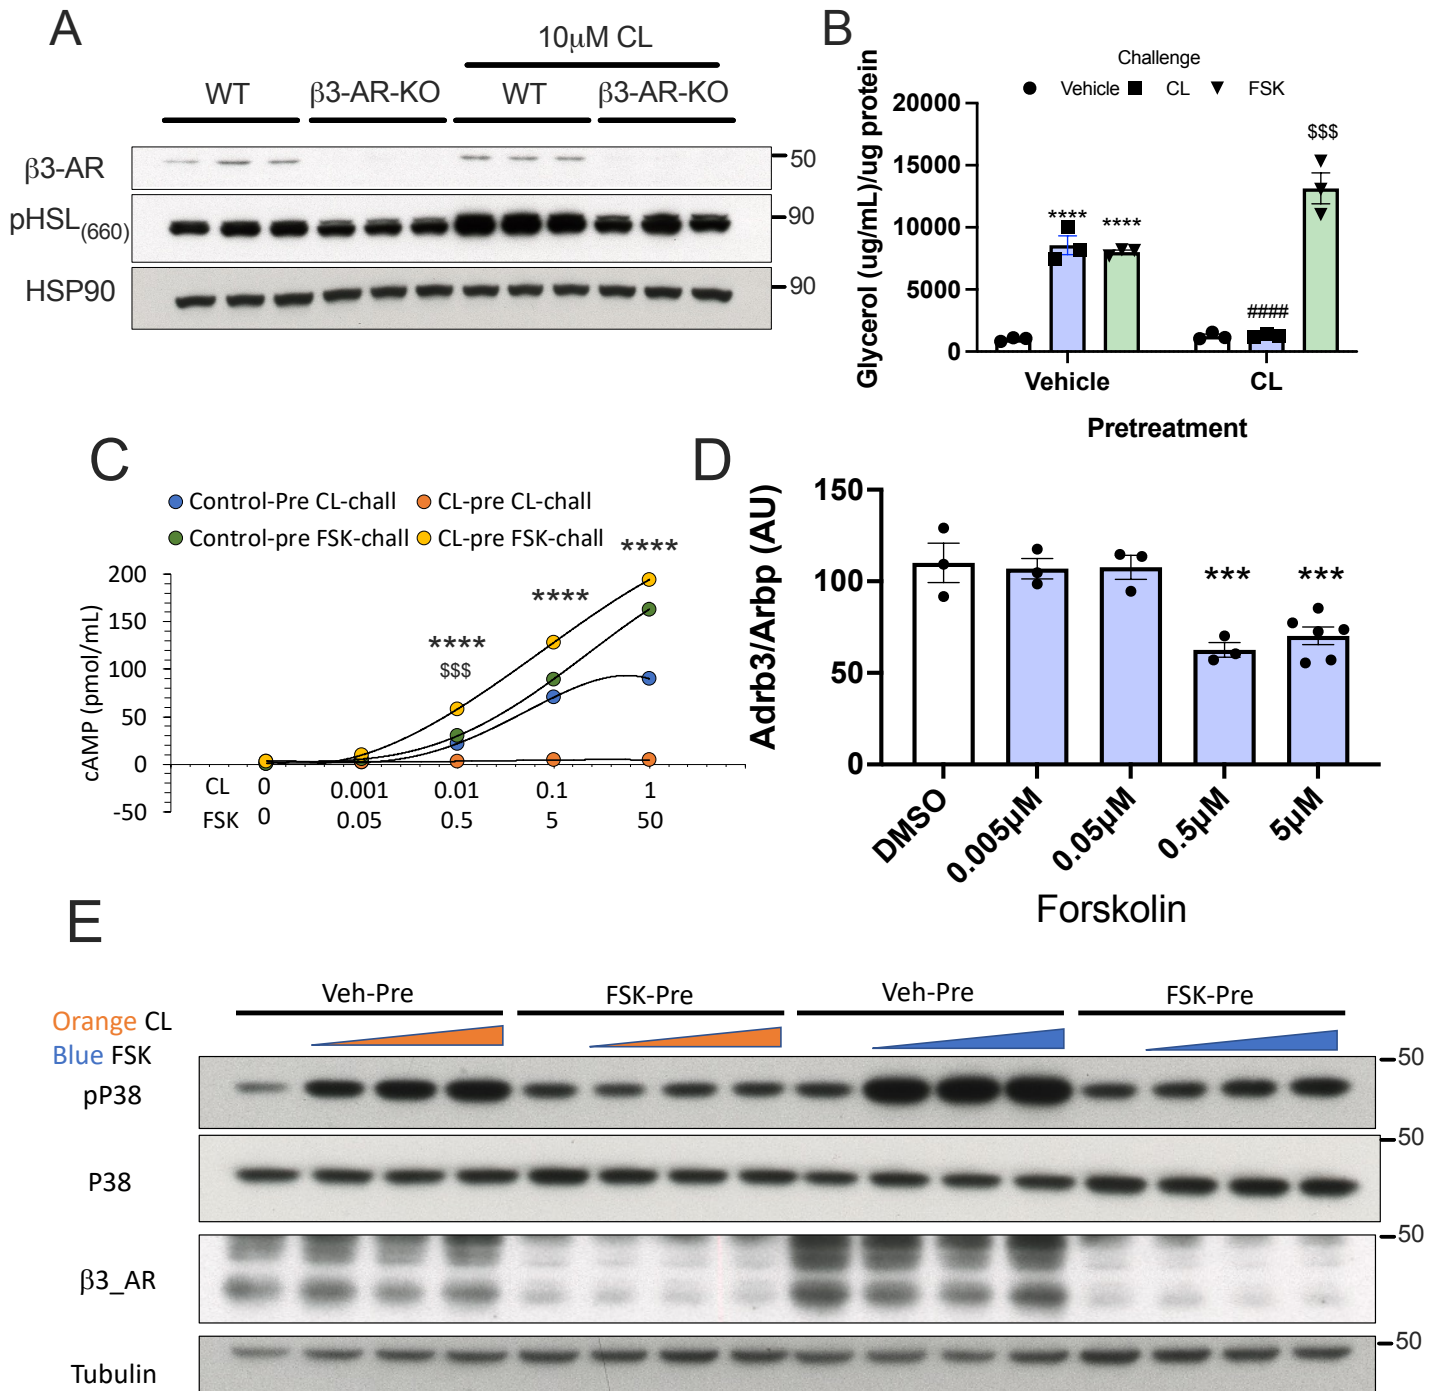 A
10μM CL
WT
β3-AR-KO
WT
β3-AR-KO
β3-AR
50
pHSL(660)
90
HSP90
90
B
Challenge
Vehicle
CL
FSK
Glycerol (ug/mL)/ug protein
20000
15000
10000
5000
0
****
****
####
$$$
Vehicle
CL
Pretreatment
C
Control-Pre CL-chall
CL-pre CL-chall
Control-pre FSK-chall
CL-pre FSK-chall
****
****
****
$$$
cAMP (pmol/mL)
200
150
100
50
0
-50
CL
0
0.001
0.01
0.1
1
FSK
0
0.05
0.5
5
50
D
Adrb3/Arbp (AU)
150
100
50
0
***
***
DMSO
0.005μM
0.05μM
0.5μM
5μM
Forskolin
E
Veh-Pre
FSK-Pre
Veh-Pre
FSK-Pre
Orange CL
Blue FSK
pP38
50
P38
50
β3_AR
50
Tubulin
50